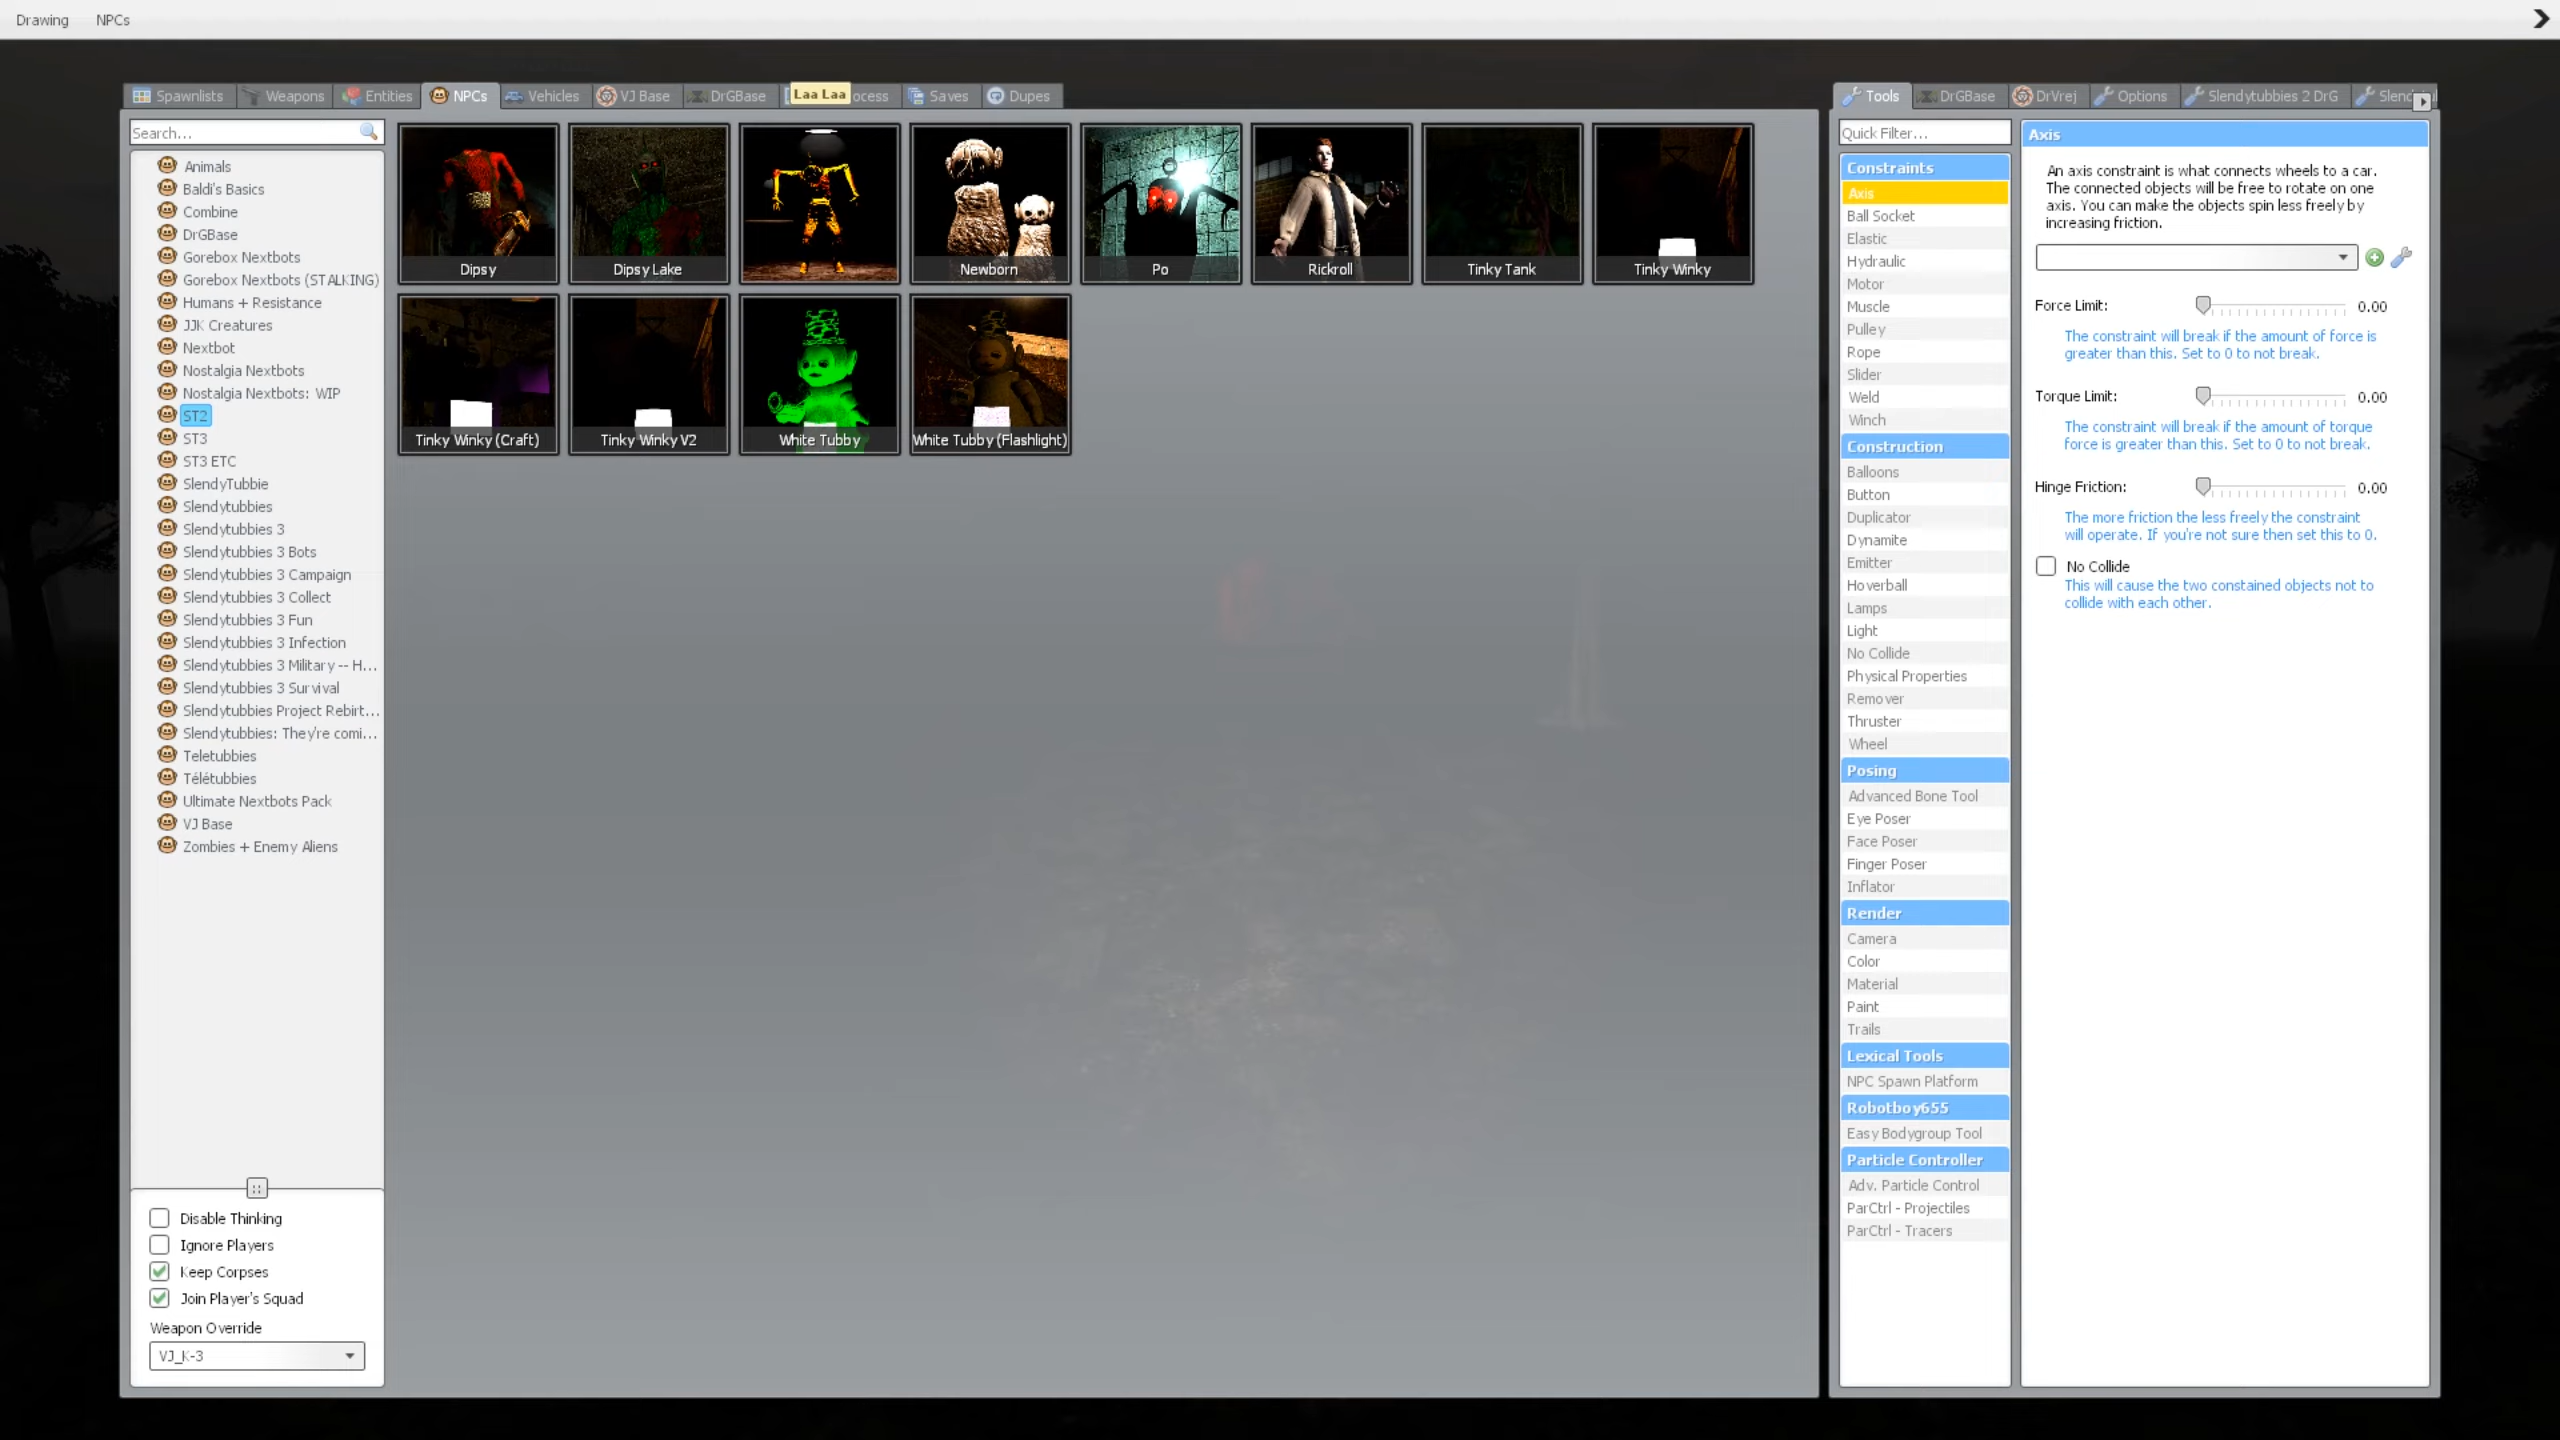 Drawing NPCs
Spawnlists Weapons Entities NPCs Vehicles VJ Base DrGBase Laa Laa ocess Saves Dupes
Search...
Animals
Baldi's Basics
Combine
DrGBase
Gorebox Nextbots
Gorebox Nextbots (STALKING)
Humans + Resistance
JJK Creatures
Nextbot
Nostalgia Nextbots
Nostalgia Nextbots: WIP
ST2
ST3
ST3 ETC
SlendyTubbie
Slendytubbies
Slendytubbies 3
Slendytubbies 3 Bots
Slendytubbies 3 Campaign
Slendytubbies 3 Collect
Slendytubbies 3 Fun
Slendytubbies 3 Infection
Slendytubbies 3 Military -- H...
Slendytubbies 3 Survival
Slendytubbies Project Rebirt...
Slendytubbies: They're comi...
Teletubbies
Télétubbies
Ultimate Nextbots Pack
VJ Base
Zombies + Enemy Aliens
Disable Thinking
Ignore Players
Keep Corpses
Join Player's Squad
Weapon Override
VJ_K-3
Dipsy
Dipsy Lake
Newborn
Po
Rickroll
Tinky Tank
Tinky Winky
Tinky Winky (Craft)
Tinky Winky V2
White Tubby
White Tubby (Flashlight)
Tools DrGBase DrVrej Options Slendytubbies 2 DrG
Quick Filter...
Constraints
Axis
Ball Socket
Elastic
Hydraulic
Motor
Muscle
Pulley
Rope
Slider
Weld
Winch
Construction
Balloons
Button
Duplicator
Dynamite
Emitter
Hoverball
Lamps
Light
No Collide
Physical Properties
Remover
Thruster
Wheel
Posing
Advanced Bone Tool
Eye Poser
Face Poser
Finger Poser
Inflator
Render
Camera
Color
Material
Paint
Trails
Lexical Tools
NPC Spawn Platform
Robotboy655
Easy Bodygroup Tool
Particle Controller
Adv. Particle Control
ParCtrl - Projectiles
ParCtrl - Tracers
Axis
An axis constraint is what connects wheels to a car.
The connected objects will be free to rotate on one
axis. You can make the objects spin less freely by
increasing friction.
Force Limit: 0.00
The constraint will break if the amount of force is
greater than this. Set to 0 to not break.
Torque Limit: 0.00
The constraint will break if the amount of torque
force is greater than this. Set to 0 to not break.
Hinge Friction: 0.00
The more friction the less freely the constraint
will operate. If you're not sure then set this to 0.
No Collide
This will cause the two constained objects not to
collide with each other.